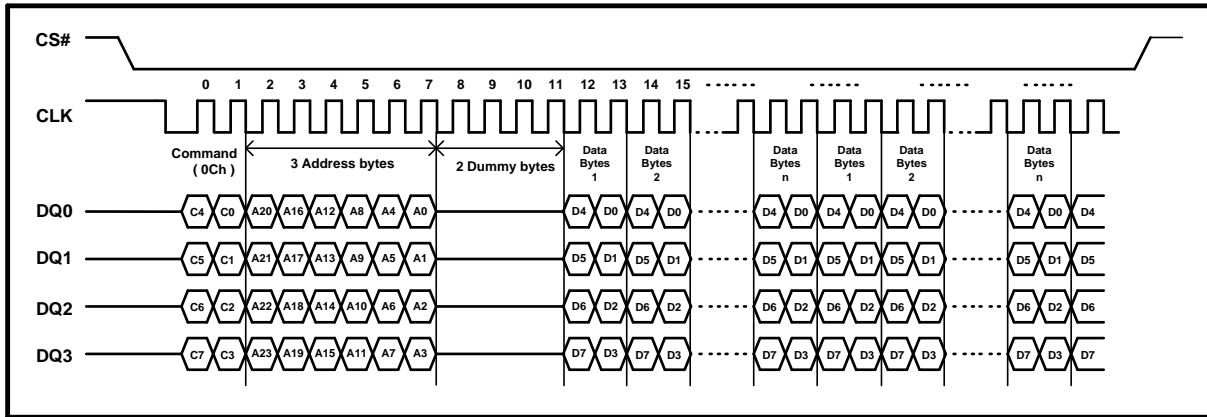 CS#
0 1 2 3 4 5 6 7 8 9 10 11 12 13 14 15
CLK
Command
( 0Ch )
3 Address bytes
2 Dummy bytes
Data
Bytes
1
Data
Bytes
2
Data
Bytes
n
Data
Bytes
1
Data
Bytes
2
Data
Bytes
n
DQ0 C4 C0 A20 A16 A12 A8 A4 A0 D4 D0 D4 D0 D4 D0 D4 D0 D4 D0 D4 D0 D4
DQ1 C5 C1 A21 A17 A13 A9 A5 A1 D5 D1 D5 D1 D5 D1 D5 D1 D5 D1 D5 D1 D5
DQ2 C6 C2 A22 A18 A14 A10 A6 A2 D6 D2 D6 D2 D6 D2 D6 D2 D6 D2 D6 D2 D6
DQ3 C7 C3 A23 A19 A15 A11 A7 A3 D7 D3 D7 D3 D7 D3 D7 D3 D7 D3 D7 D3 D7